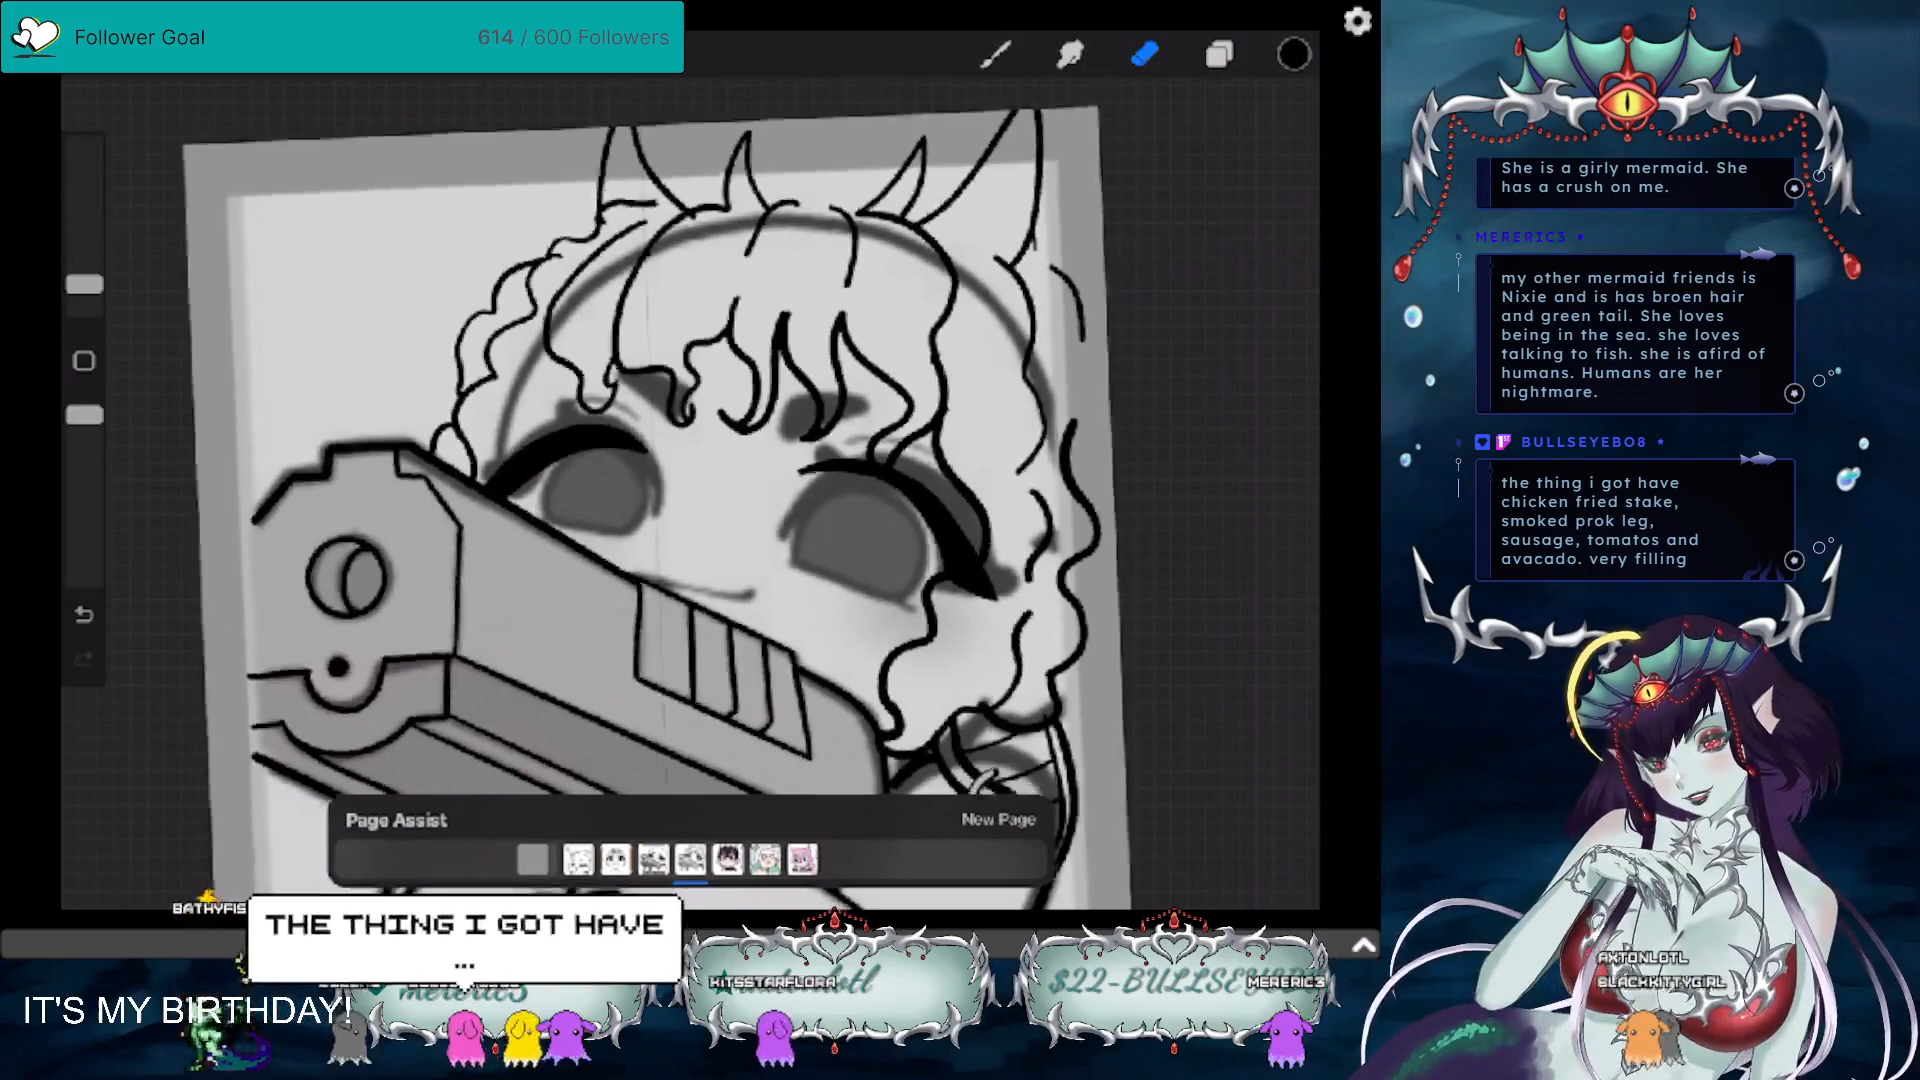 Follower Goal
614 / 600 Followers
She is a girly mermaid. She
has a crush on me.
MERERIC3
my other mermaid friends is
Nixie and is has broen hair
and green tail. She loves
being in the sea. she loves
talking to fish. she is afird of
humans. Humans are her
nightmare.
BULLSEYEBO8
the thing i got have
chicken fried stake,
smoked prok leg,
sausage, tomatos and
avacado. very filling
Page Assist
New Page
BATHYFIS
THE THING I GOT HAVE
...
IT'S MY BIRTHDAY!
mereric3
KITSSTARFLORA
$22-BULLSEYE
MERERIC3
AXTONLOTL
BLACKKITTYGIRL